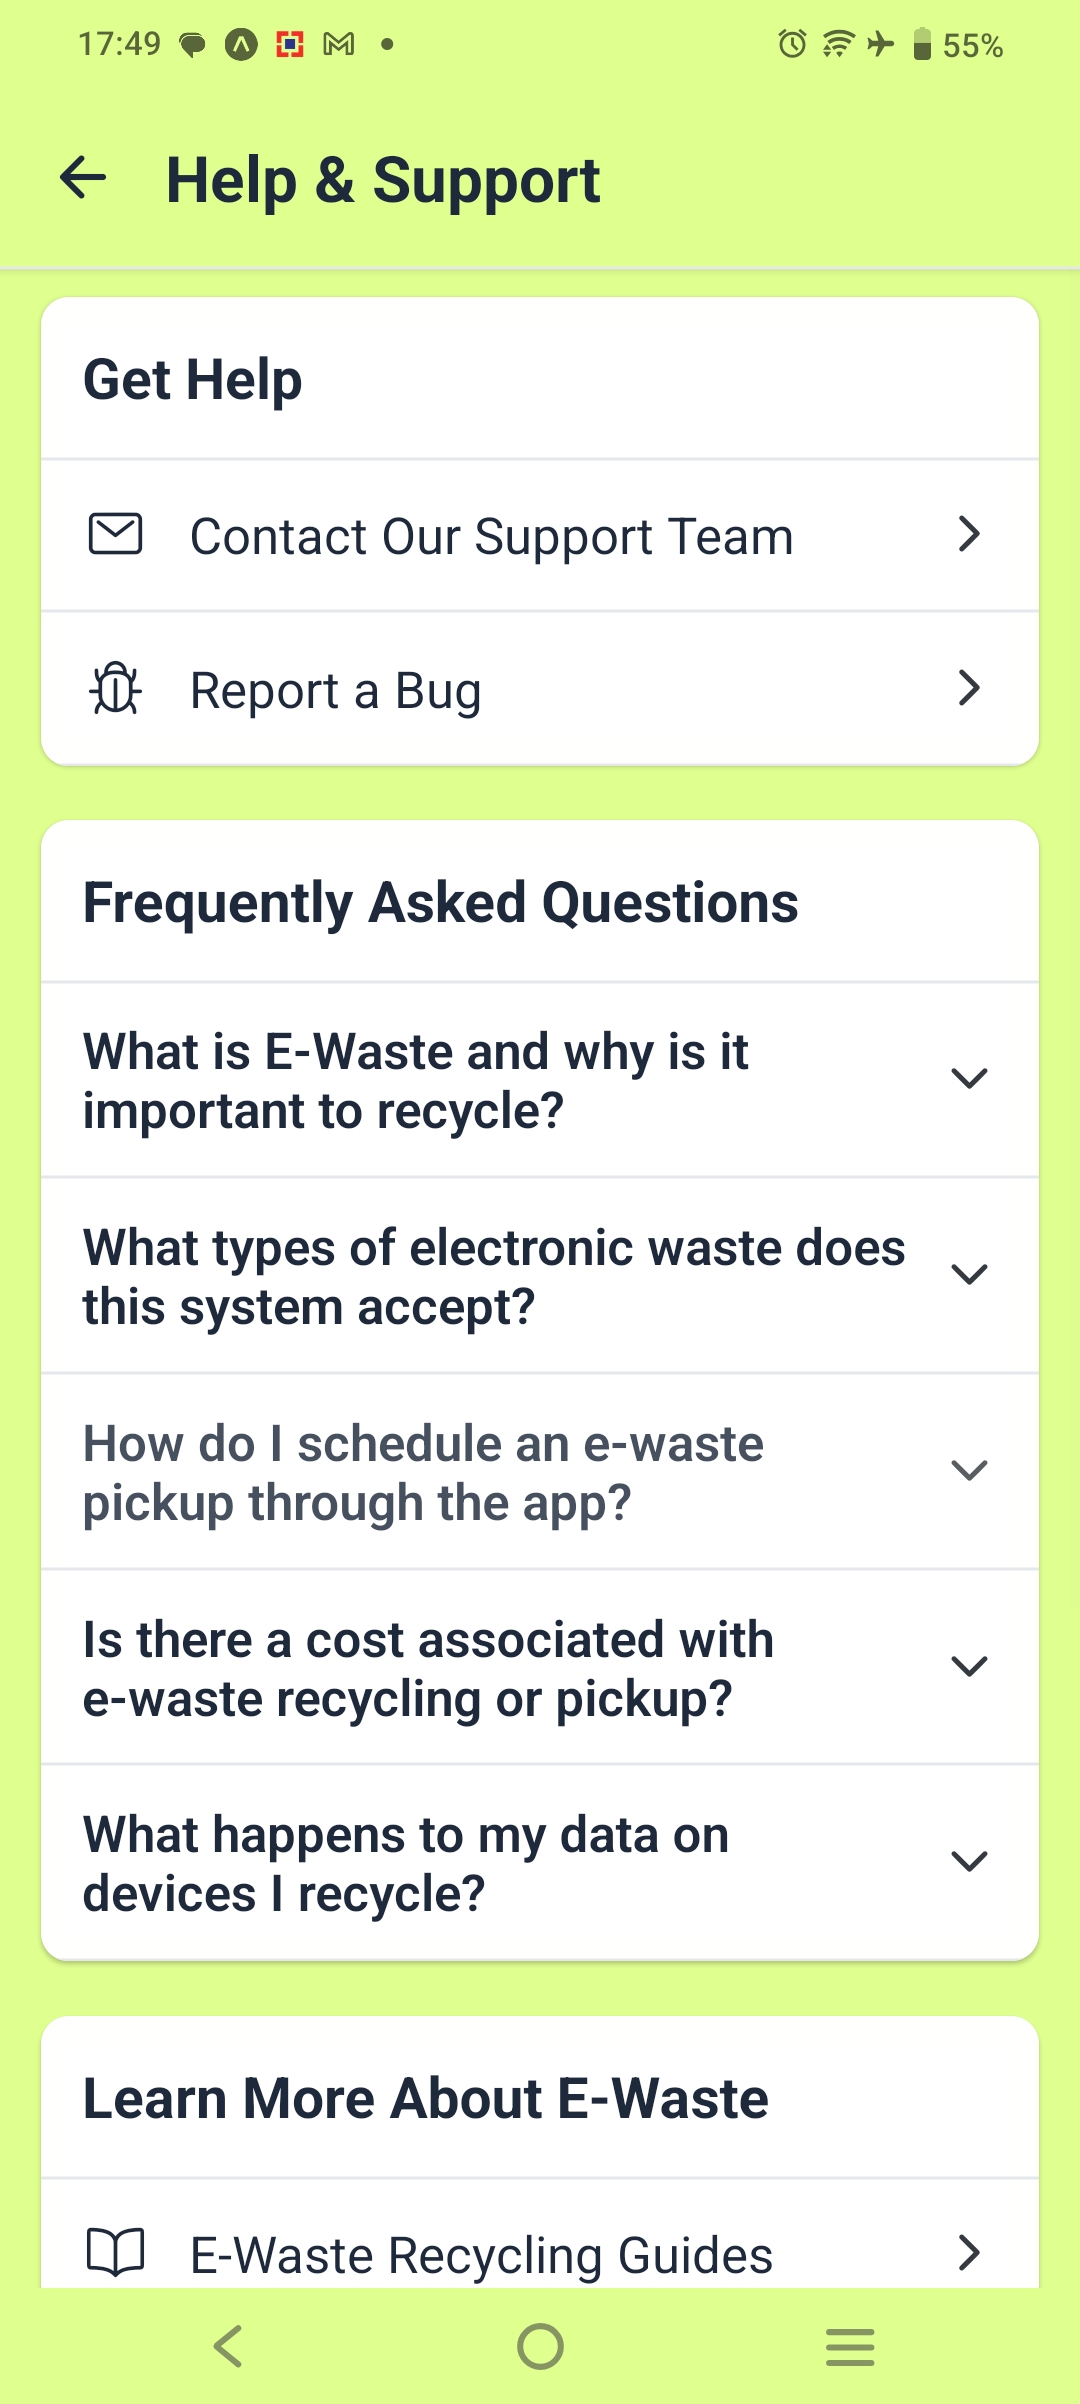 17:49
55%
Help & Support
Get Help
Contact Our Support Team
Report a Bug
Frequently Asked Questions
What is E-Waste and why is it
important to recycle?
What types of electronic waste does
this system accept?
How do I schedule an e-waste
pickup through the app?
Is there a cost associated with
e-waste recycling or pickup?
What happens to my data on
devices I recycle?
Learn More About E-Waste
E-Waste Recycling Guides